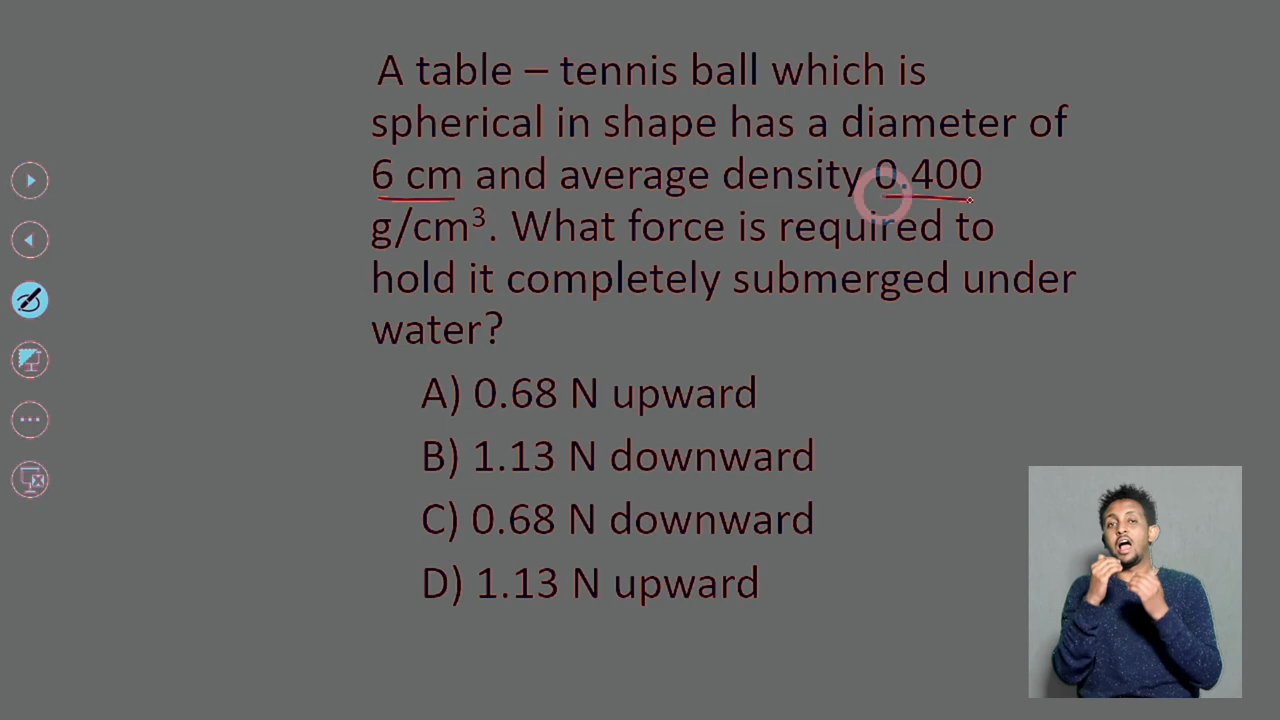 A table – tennis ball which is
spherical in shape has a diameter of
6 cm and average density 0.400
g/cm³. What force is required to
hold it completely submerged under
water?
A) 0.68 N upward
B) 1.13 N downward
C) 0.68 N downward
D) 1.13 N upward